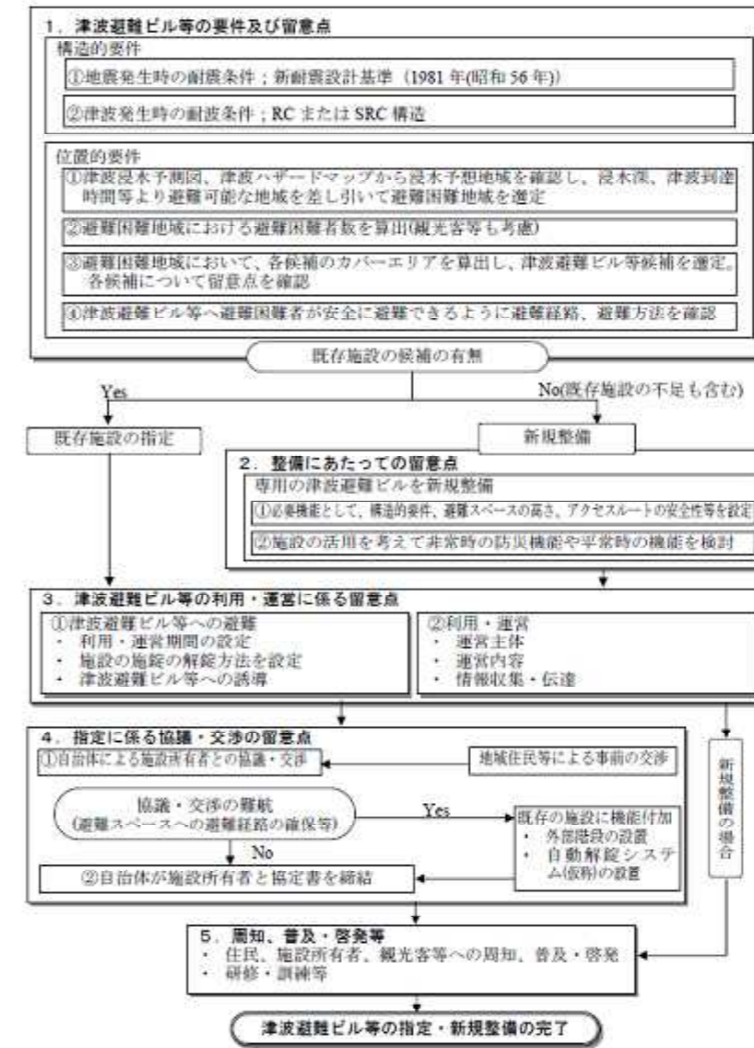 1．津波避難ビル等の要件及び留意点
構造的要件
①地震発生時の耐震条件；新耐震設計基準（1981年(昭和56年)）
②津波発生時の耐波条件；RCまたはSRC構造
位置的要件
①津波浸水予測図、津波ハザードマップから浸水予想地域を確認し、浸水深、津波到達
時間等より避難可能な地域を差し引いて避難困難地域を選定
②避難困難地域における避難困難者数を算出(観光客等も考慮)
③避難困難地域において、各候補のカバーエリアを算出し、津波避難ビル等候補を選定。
各候補について留意点を確認
④津波避難ビル等へ避難困難者が安全に避難できるように避難経路、避難方法を確認
既存施設の候補の有無
Yes
No(既存施設の不足も含む)
既存施設の指定
新規整備
2．整備にあたっての留意点
専用の津波避難ビルを新規整備
①必要機能として、構造的要件、避難スペースの高さ、アクセスルートの安全性等を設定
②施設の活用を考えて非常時の防災機能や平常時の機能を検討
3．津波避難ビル等の利用・運営に係る留意点
①津波避難ビル等への避難
・ 利用・運営期間の設定
・ 施設の施錠の解錠方法を設定
・ 津波避難ビル等への誘導
②利用・運営
・ 運営主体
・ 運営内容
・ 情報収集・伝達
4．指定に係る協議・交渉の留意点
①自治体による施設所有者との協議・交渉
地域住民等による事前の交渉
新規整備の場合
協議・交渉の難航
(避難スペースへの避難経路の確保等)
Yes
既存の施設に機能付加
・ 外部階段の設置
・ 自動解錠システ
ム(仮称)の設置
No
②自治体が施設所有者と協定書を締結
5．周知、普及・啓発等
・ 住民、施設所有者、観光客等への周知、普及・啓発
・ 研修・訓練等
津波避難ビル等の指定・新規整備の完了